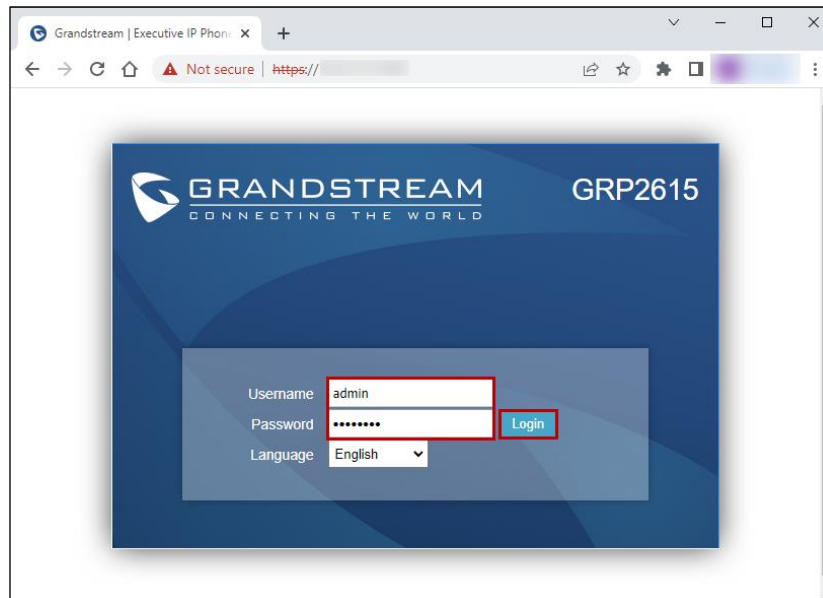 Grandstream | Executive IP Phon
Not secure | https://
GRANDSTREAM
CONNECTING THE WORLD
GRP2615
Username admin
Password ••••••••
Login
Language English